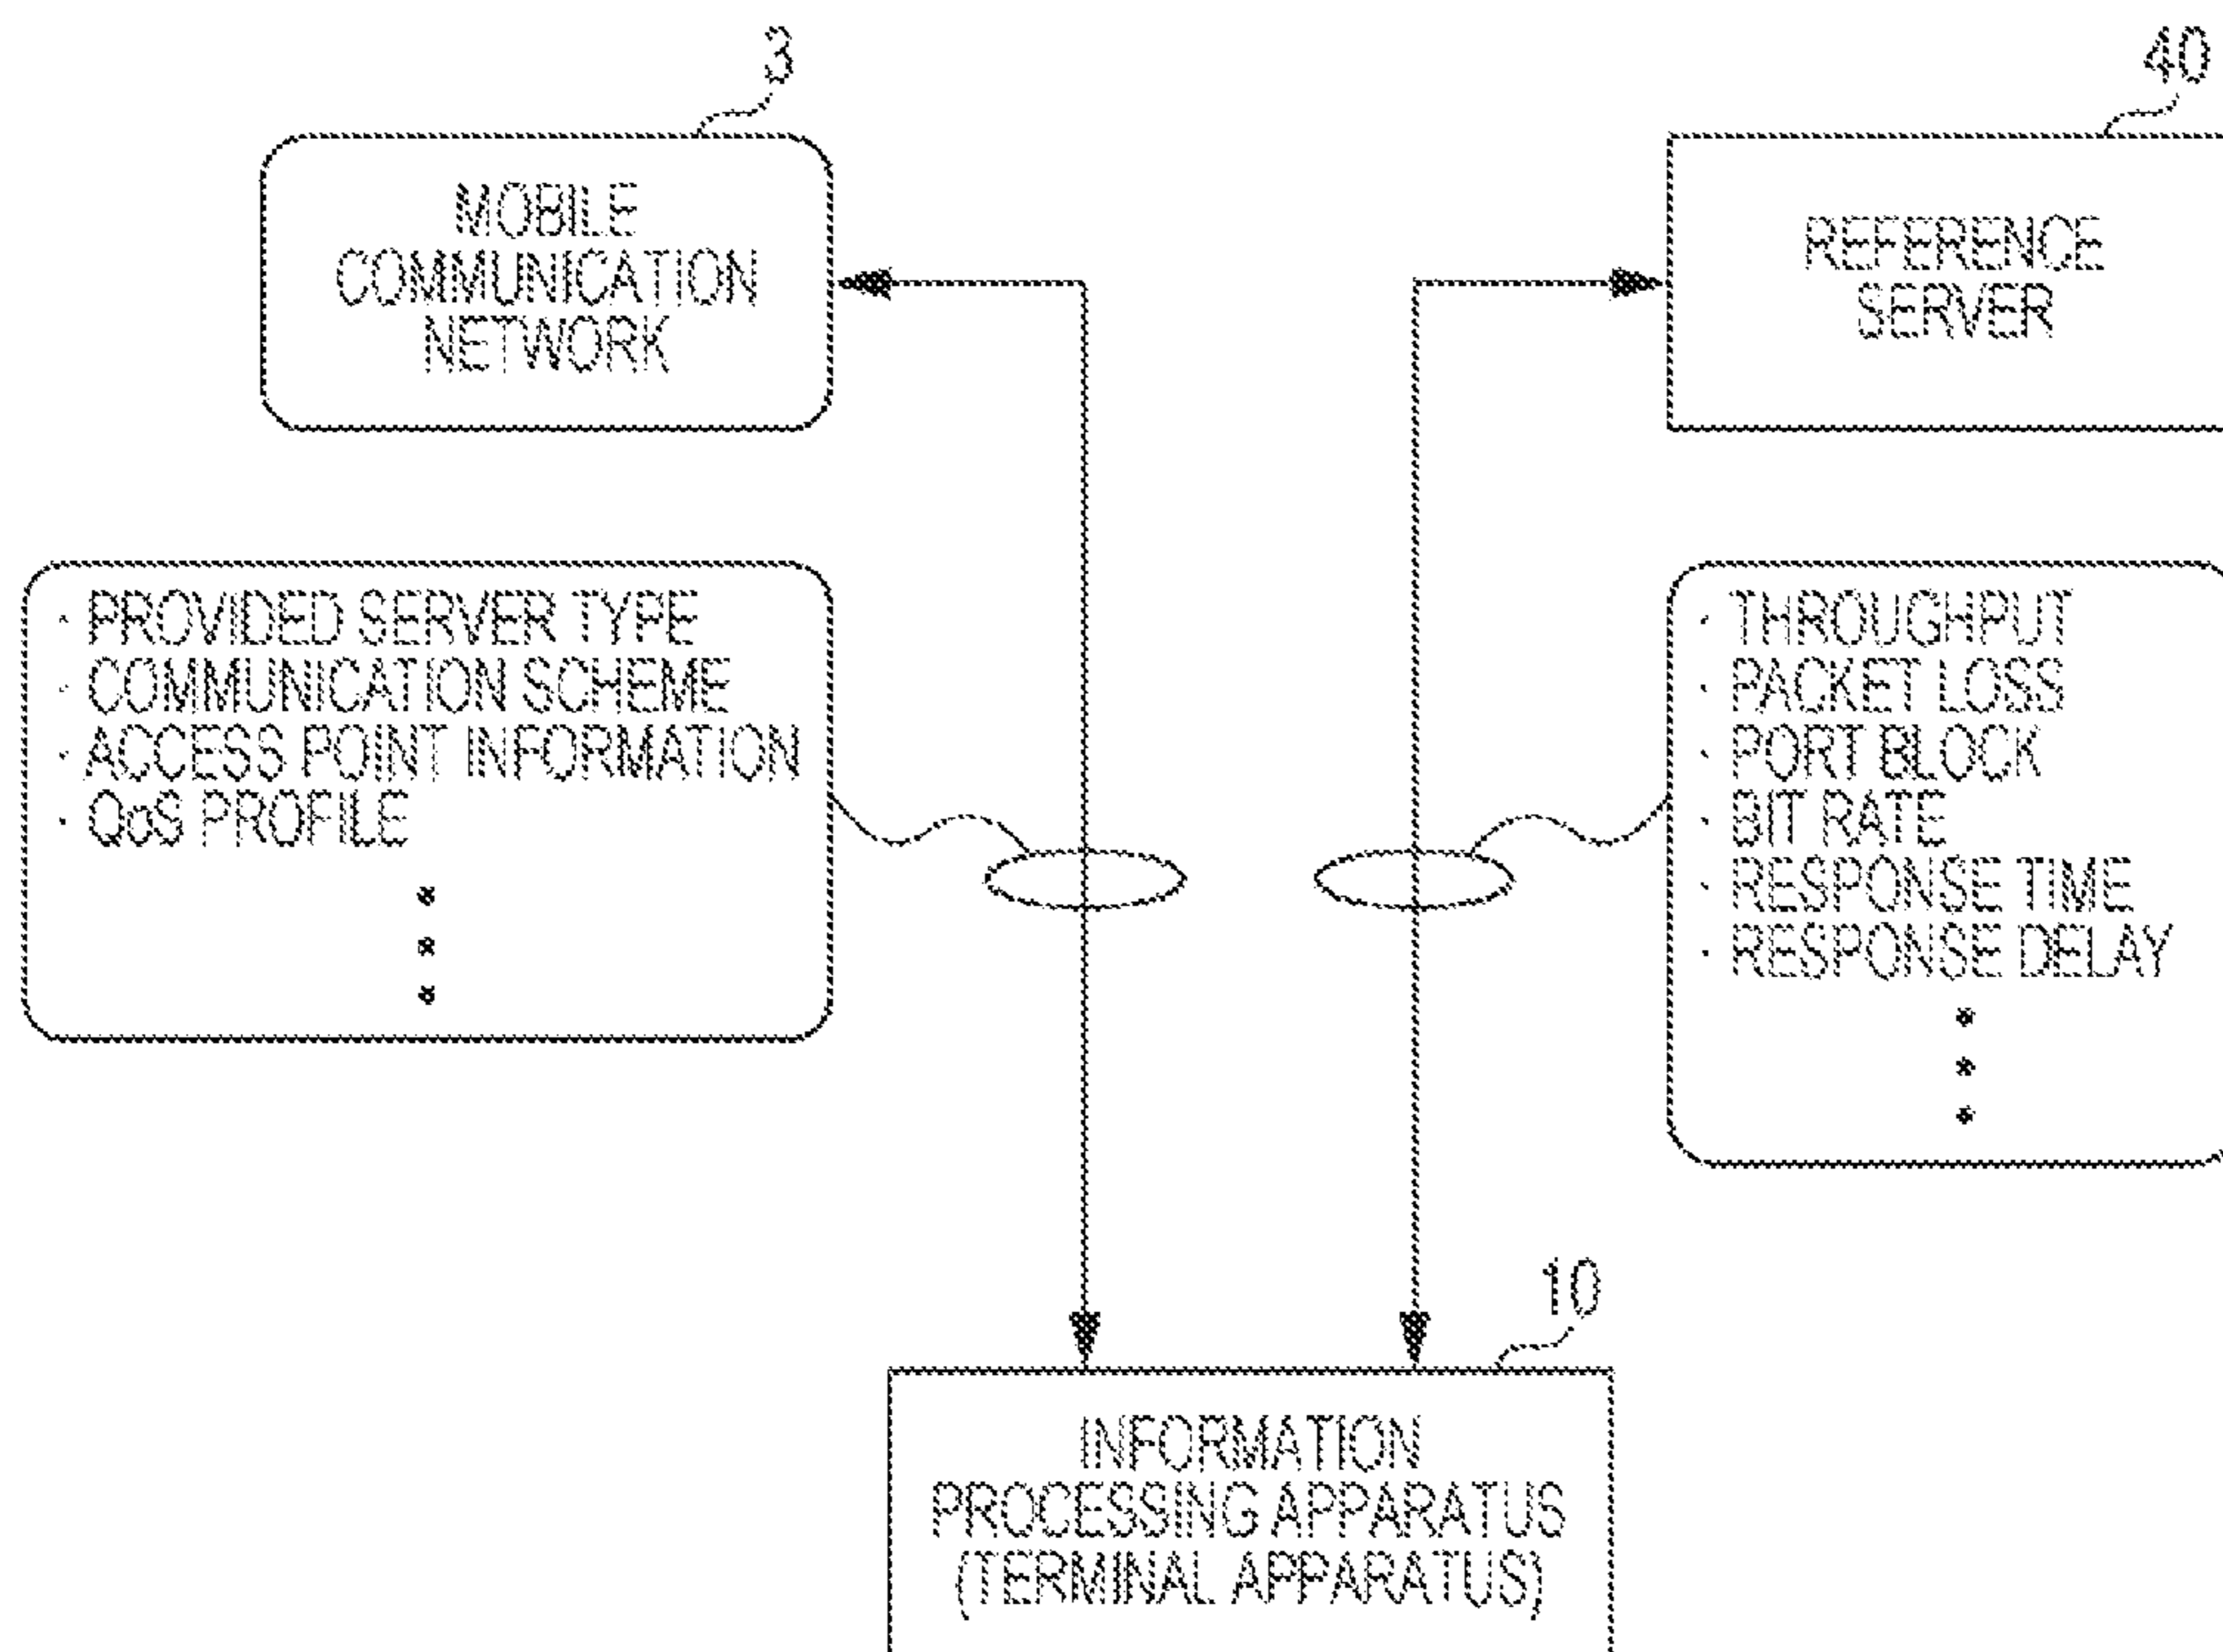 3
40
MOBILE
COMMUNICATION
NETWORK
REFERENCE
SERVER
· PROVIDED SERVER TYPE
· COMMUNICATION SCHEME
· ACCESS POINT INFORMATION
· QoS PROFILE
· THROUGHPUT
· PACKET LOSS
· PORT BLOCK
· BIT RATE
· RESPONSE TIME
· RESPONSE DELAY
10
INFORMATION
PROCESSING APPARATUS
(TERMINAL APPARATUS)